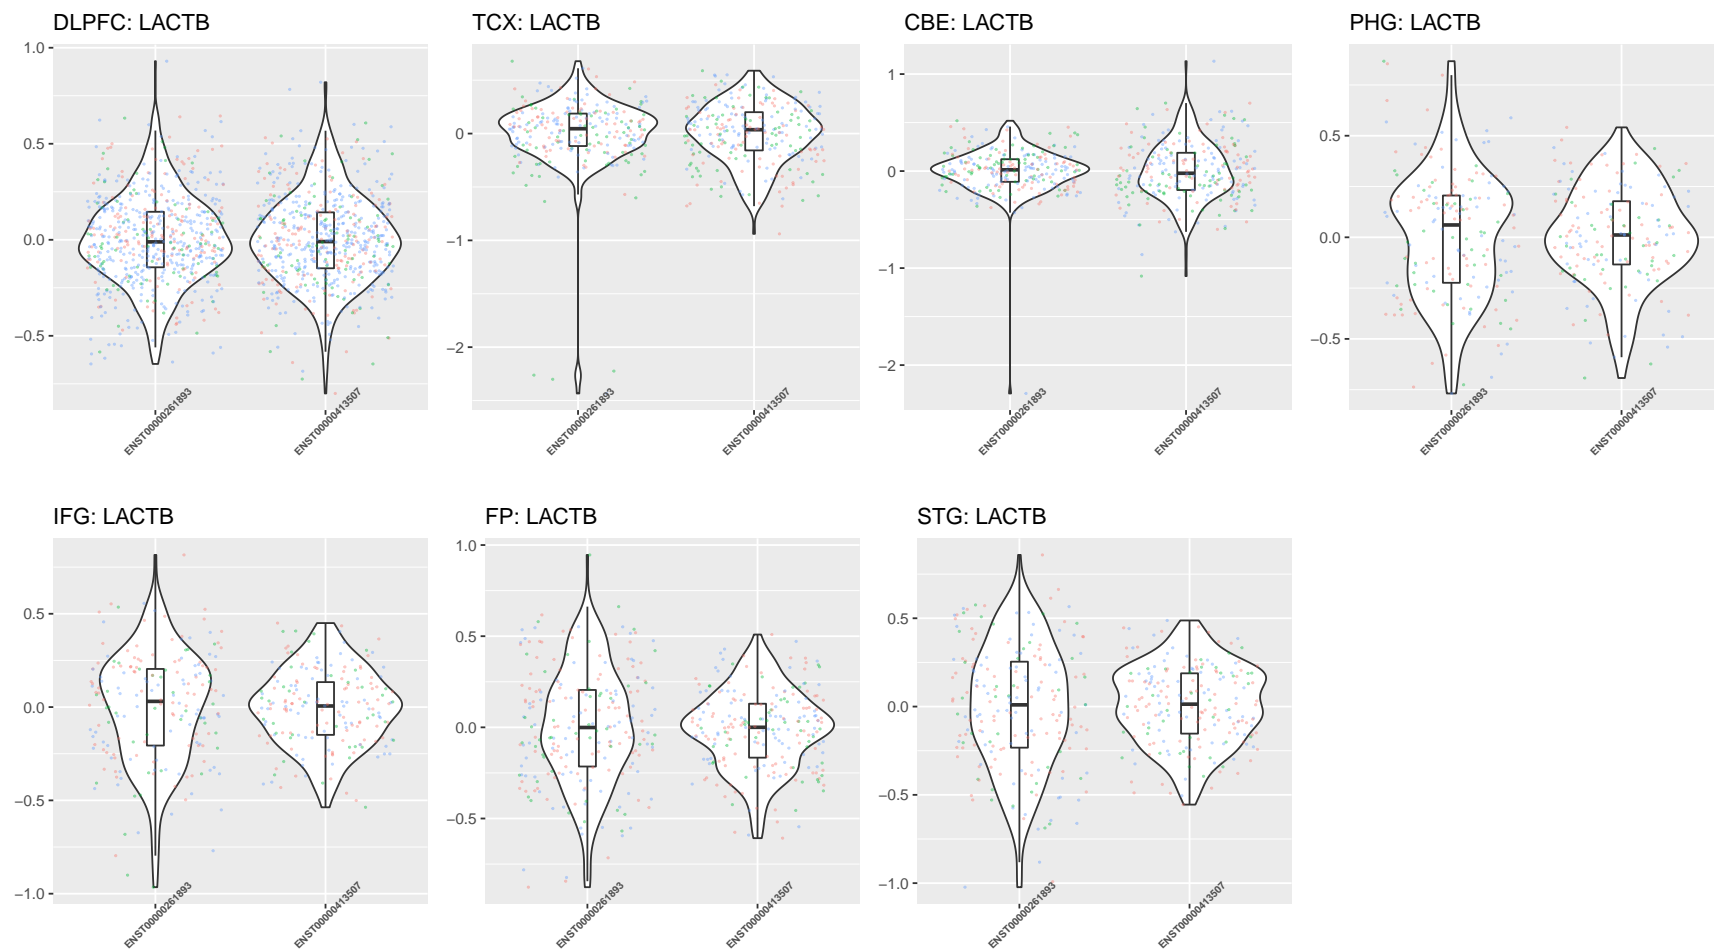 DLPFC: LACTB
1.0
0.5
0.0
−0.5
ENST00000261893
ENST00000413507
TCX: LACTB
0
−1
−2
ENST00000261893
ENST00000413507
CBE: LACTB
1
0
−1
−2
ENST00000261893
ENST00000413507
PHG: LACTB
0.5
0.0
−0.5
ENST00000261893
ENST00000413507
IFG: LACTB
0.5
0.0
−0.5
−1.0
ENST00000261893
ENST00000413507
FP: LACTB
1.0
0.5
0.0
−0.5
ENST00000261893
ENST00000413507
STG: LACTB
0.5
0.0
−0.5
−1.0
ENST00000261893
ENST00000413507